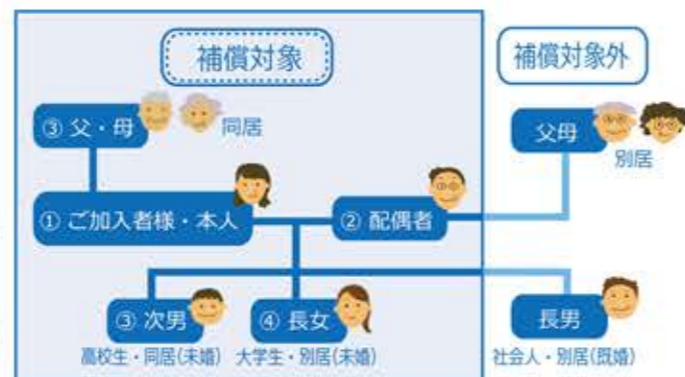 補償対象
補償対象外
③ 父・母
同居
父母
別居
① ご加入者様・本人
② 配偶者
③ 次男
④ 長女
長男
高校生・同居(未婚)
大学生・別居(未婚)
社会人・別居(既婚)